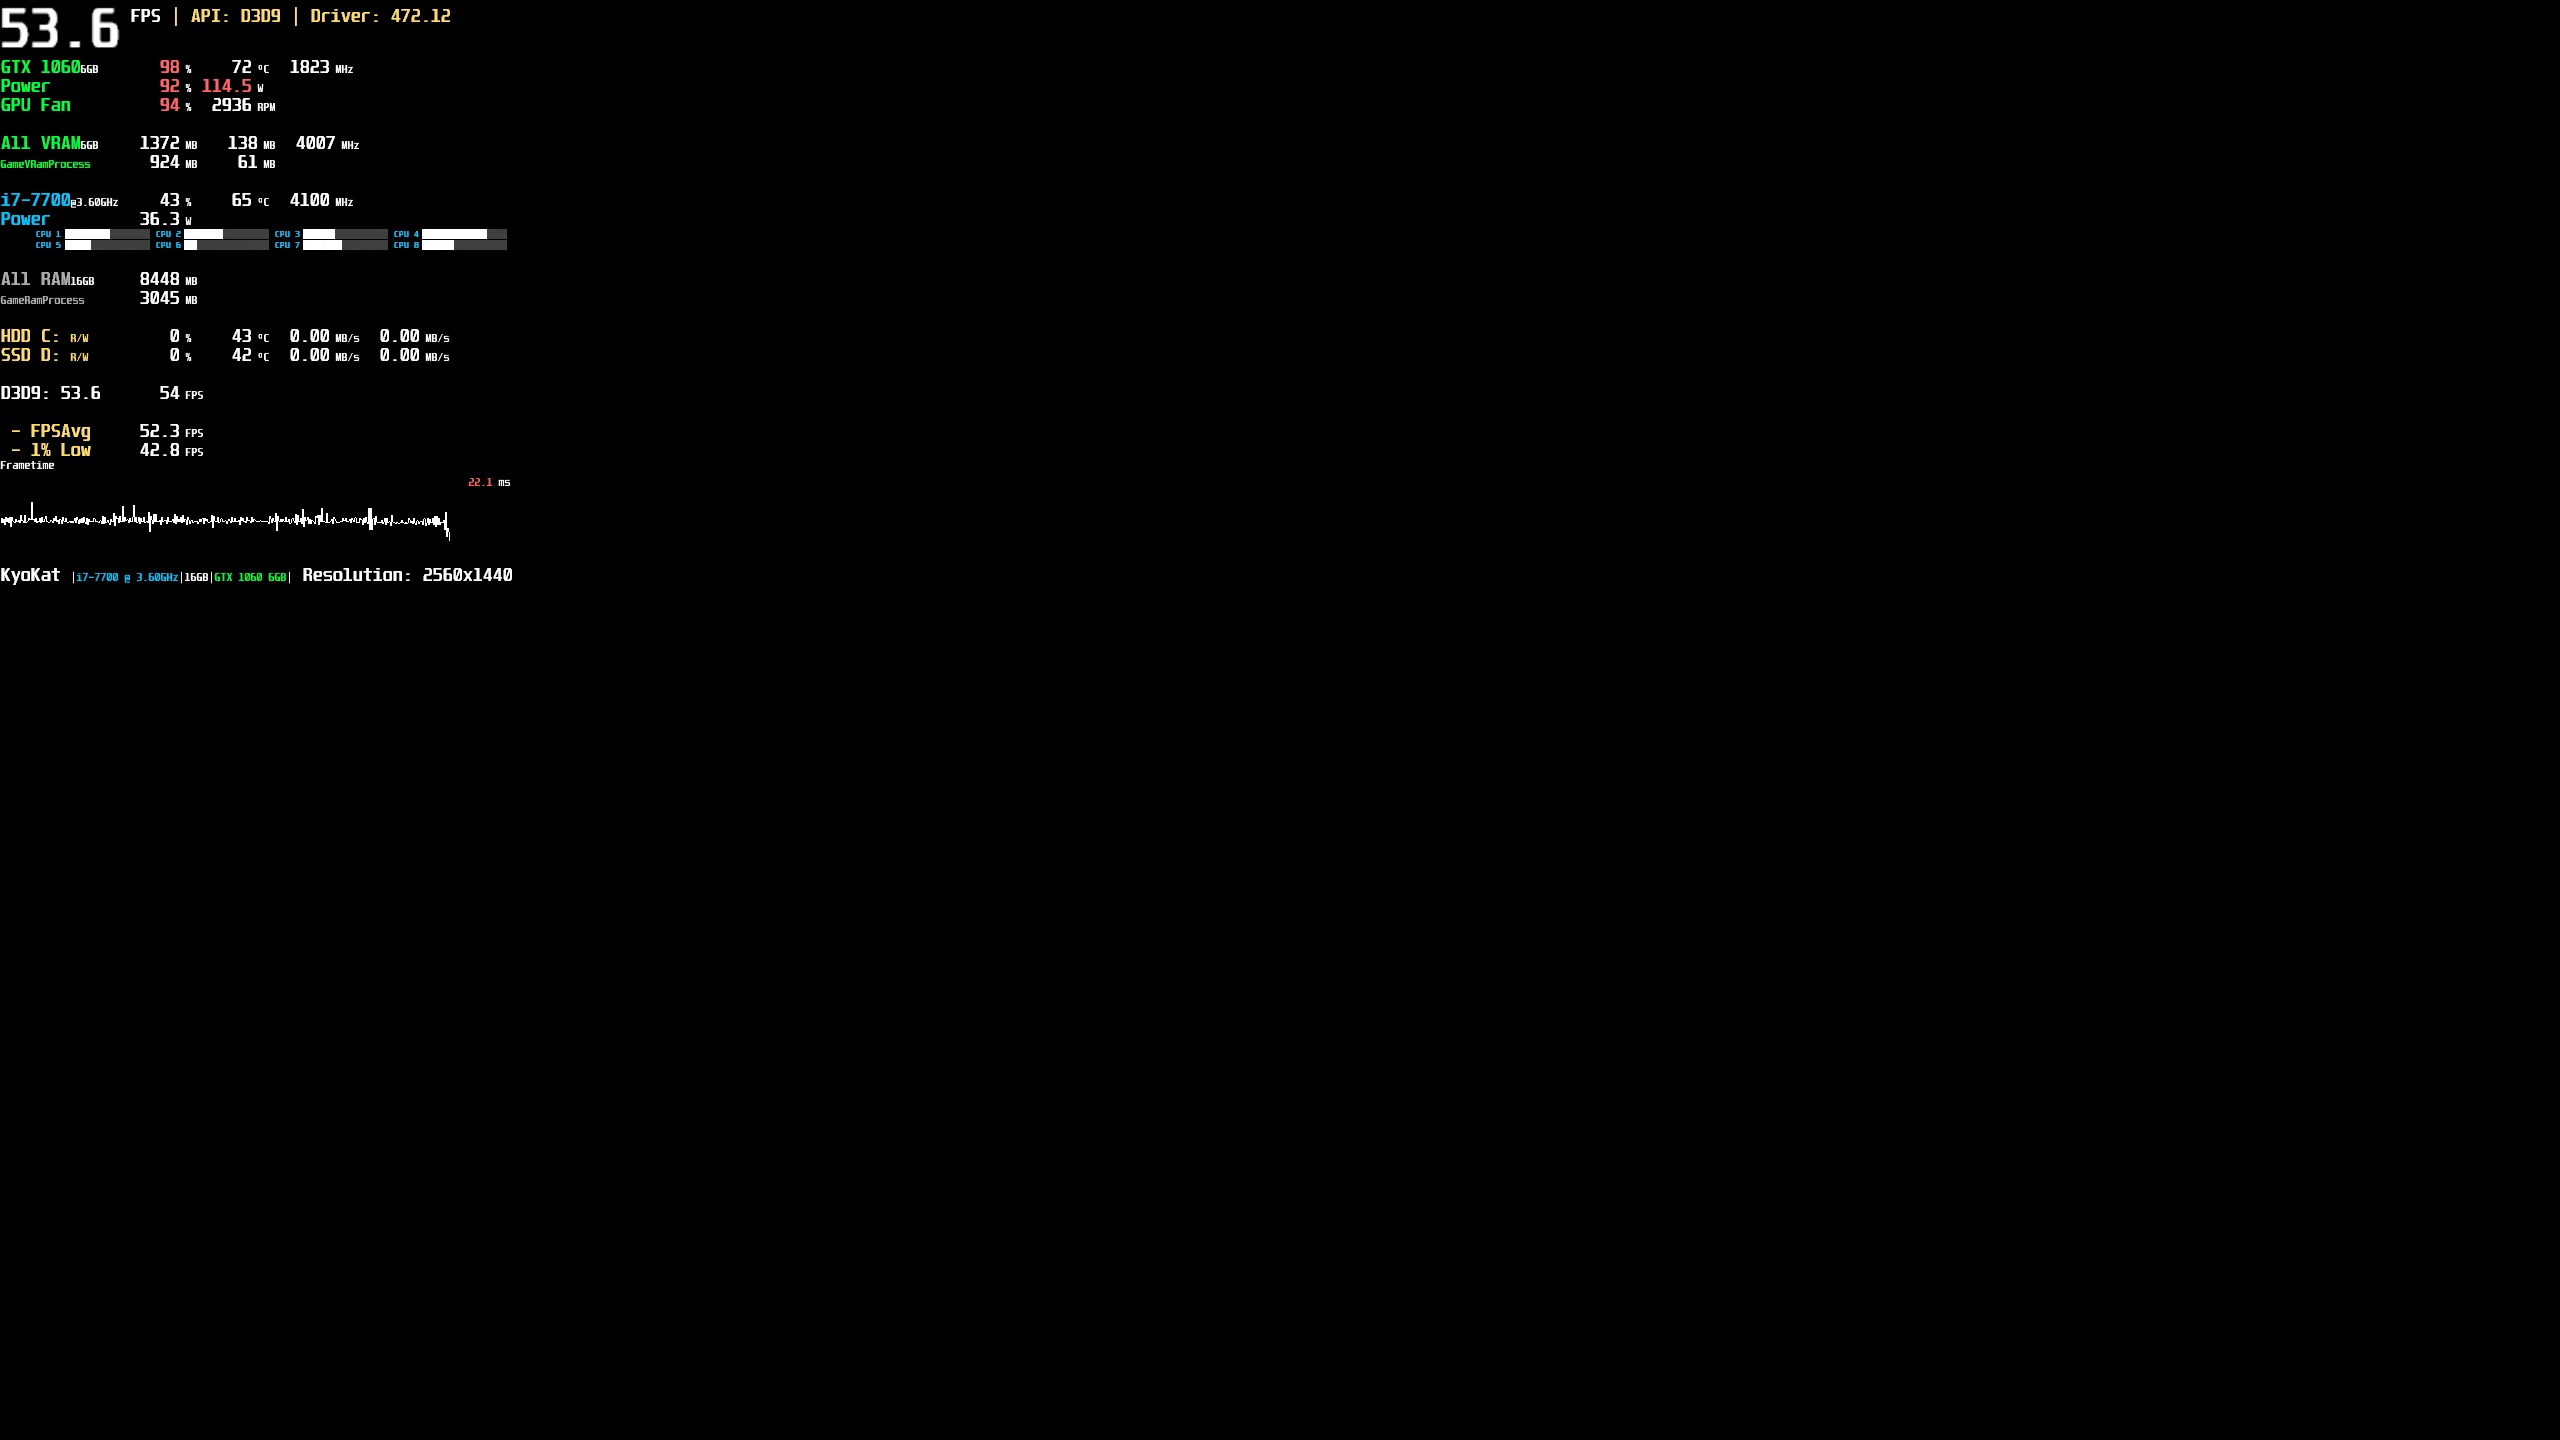 53.6 FPS | API: D3D9 | Driver: 472.12
GTX 1060 6GB 98 % 72 °C 1823 MHz
Power 92 % 114.5 W
GPU Fan 94 % 2936 RPM
All VRAM 6GB 1372 MB 138 MB 4007 MHz
GameVRamProcess 924 MB 61 MB
i7-7700 @3.60GHz 43 % 65 °C 4100 MHz
Power 36.3 W
CPU 1 CPU 2 CPU 3 CPU 4
CPU 5 CPU 6 CPU 7 CPU 8
All RAM 16GB 8448 MB
GameRamProcess 3045 MB
HDD C: R/W 0 % 43 °C 0.00 MB/s 0.00 MB/s
SSD D: R/W 0 % 42 °C 0.00 MB/s 0.00 MB/s
D3D9: 53.6 54 FPS
- FPSAvg 52.3 FPS
- 1% Low 42.8 FPS
Frametime
22.1 ms
KyoKat |i7-7700 @ 3.60GHz|16GB|GTX 1060 6GB| Resolution: 2560x1440